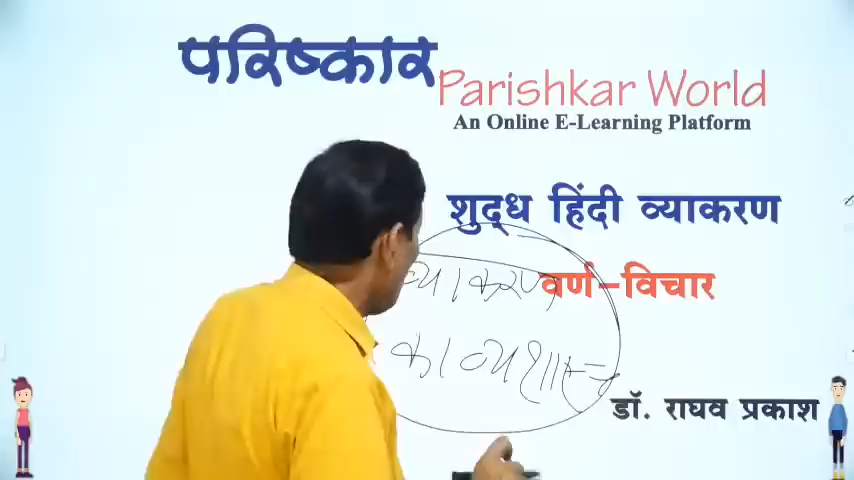 परिष्कार
Parishkar World
An Online E-Learning Platform
शुद्ध हिंदी व्याकरण
वर्ण-विचार
व्याकरण
काव्यशास्त्र
डॉ. राघव प्रकाश